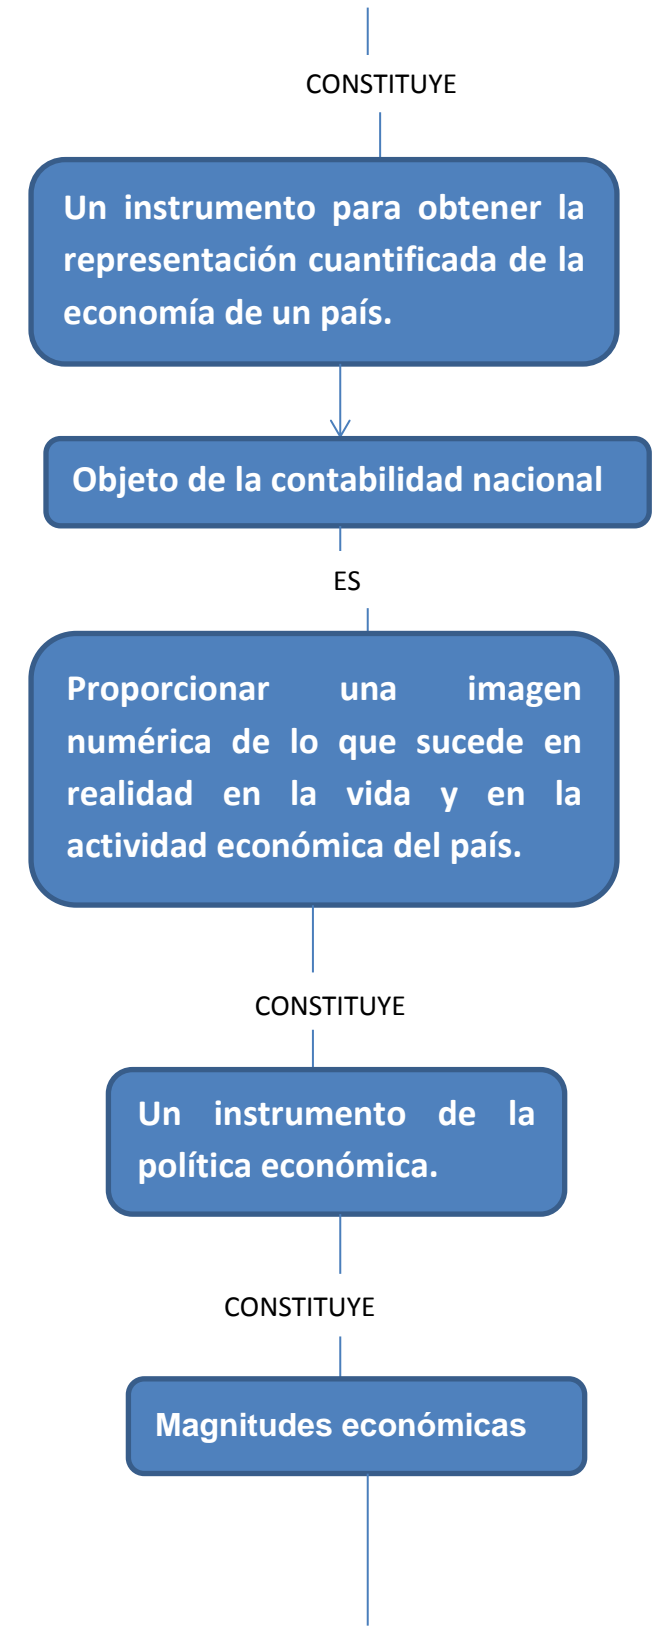 CONSTITUYE
Un instrumento para obtener la
representación cuantificada de la
economía de un país.
Objeto de la contabilidad nacional
ES
Proporcionar una imagen
numérica de lo que sucede en
realidad en la vida y en la
actividad económica del país.
CONSTITUYE
Un instrumento de la
política económica.
CONSTITUYE
Magnitudes económicas